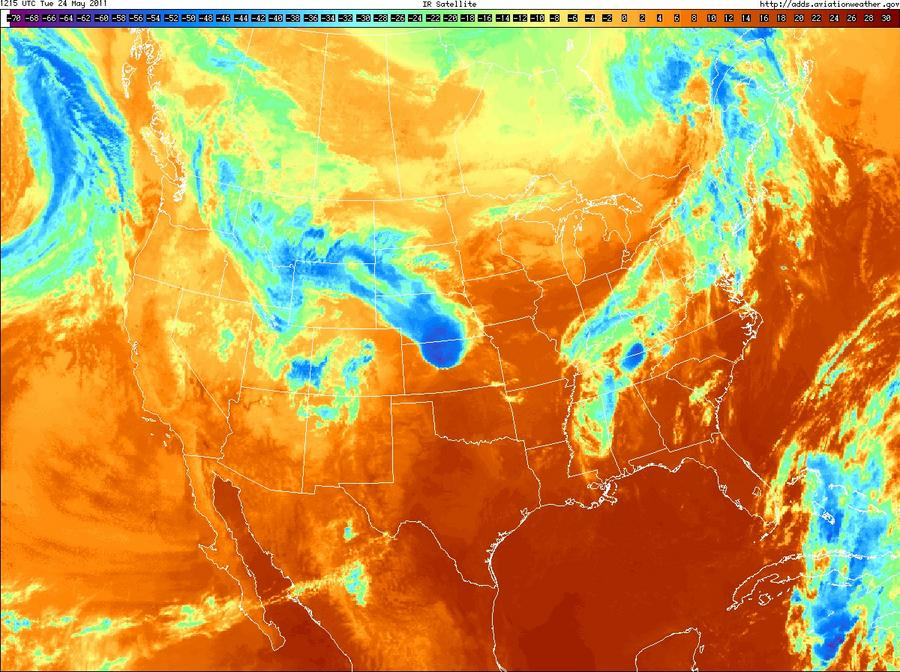 1215 UTC Tue 24 May 2011 IR Satellite http://adds.aviationweather.gov
-70 -68 -66 -64 -62 -60 -58 -56 -54 -52 -50 -48 -46 -44 -42 -40 -38 -36 -34 -32 -30 -28 -26 -24 -22 -20 -18 -16 -14 -12 -10 -8 -6 -4 -2 0 2 4 6 8 10 12 14 16 18 20 22 24 26 28 30